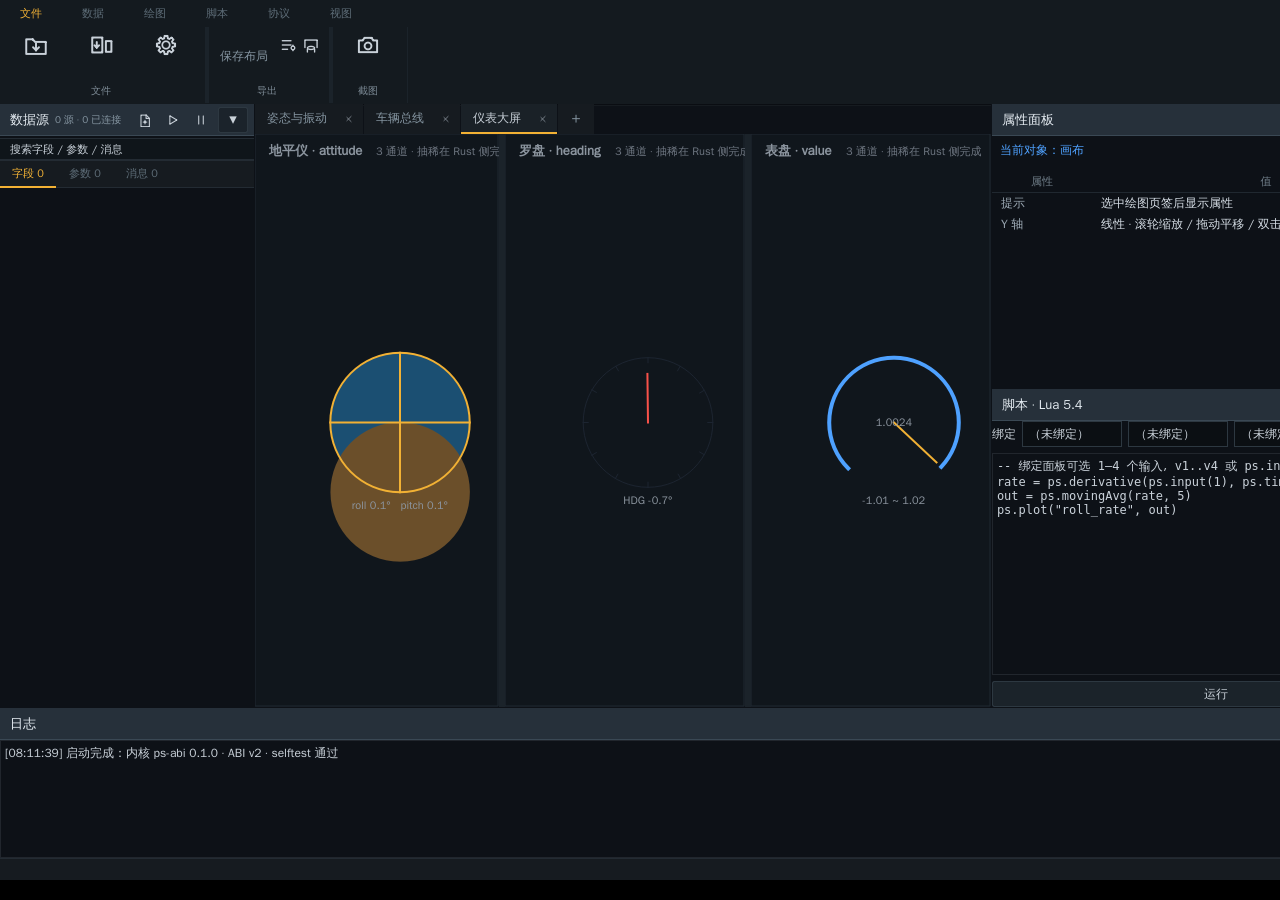 文件 数据 绘图 脚本 协议 视图
保存布局
文件 导出 截图
数据源 0 源 · 0 已连接 ▼
搜索字段 / 参数 / 消息
字段 0 参数 0 消息 0
姿态与振动 × 车辆总线 × 仪表大屏 × +
地平仪 · attitude 3 通道 · 抽稀在 Rust 侧完
罗盘 · heading 3 通道 · 抽稀在 Rust 侧完成
表盘 · value 3 通道 · 抽稀在 Rust 侧完成
roll 0.1° pitch 0.1°
HDG -0.7°
1.0024
-1.01 ~ 1.02
属性面板
当前对象：画布
属性 值
提示 选中绘图页签后显示属性
Y 轴 线性 · 滚轮缩放 / 拖动平移 / 双击
脚本 · Lua 5.4
绑定 （未绑定） （未绑定） （未绑
-- 绑定面板可选 1–4 个输入, v1..v4 或 ps.in
rate = ps.derivative(ps.input(1), ps.ti
out = ps.movingAvg(rate, 5)
ps.plot("roll_rate", out)
运行
日志
[08:11:39] 启动完成：内核 ps-abi 0.1.0 · ABI v2 · selftest 通过